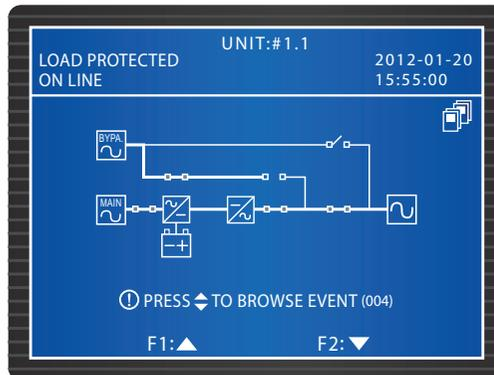 UNIT:#1.1
LOAD PROTECTED
ON LINE
2012-01-20
15:55:00
BYPA.
MAIN
PRESS TO BROWSE EVENT (004)
F1: F2: